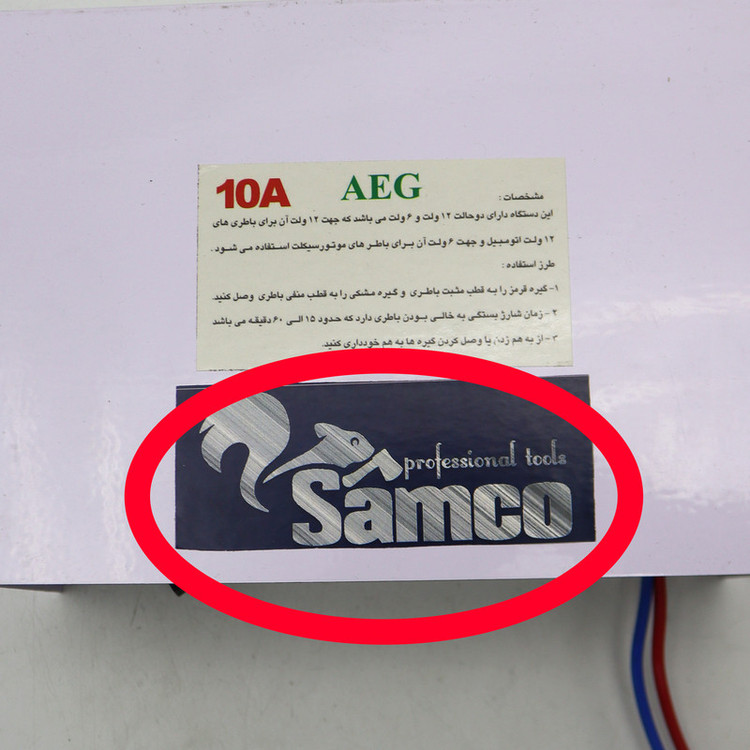 10A AEG
مشخصات :
این دستگاه دارای دوحالت ۱۲ ولت و ۶ ولت می باشد که جهت ۱۲ ولت آن برای باطری های
۱۲ ولت اتومبیل و جهت ۶ ولت آن برای باطر های موتورسیکلت استفاده می شود .
طرز استفاده :
۱- گیره قرمز را به قطب مثبت باطری و گیره مشکی را به قطب منفی باطری وصل کنید.
۲- زمان شارژ بستگی به خالی بودن باطری دارد که حدود ۱۵ الی ۶۰ دقیقه می باشد
۳- از به هم زدن یا وصل کردن گیره ها به هم خودداری کنید.
professional tools
Sâmco